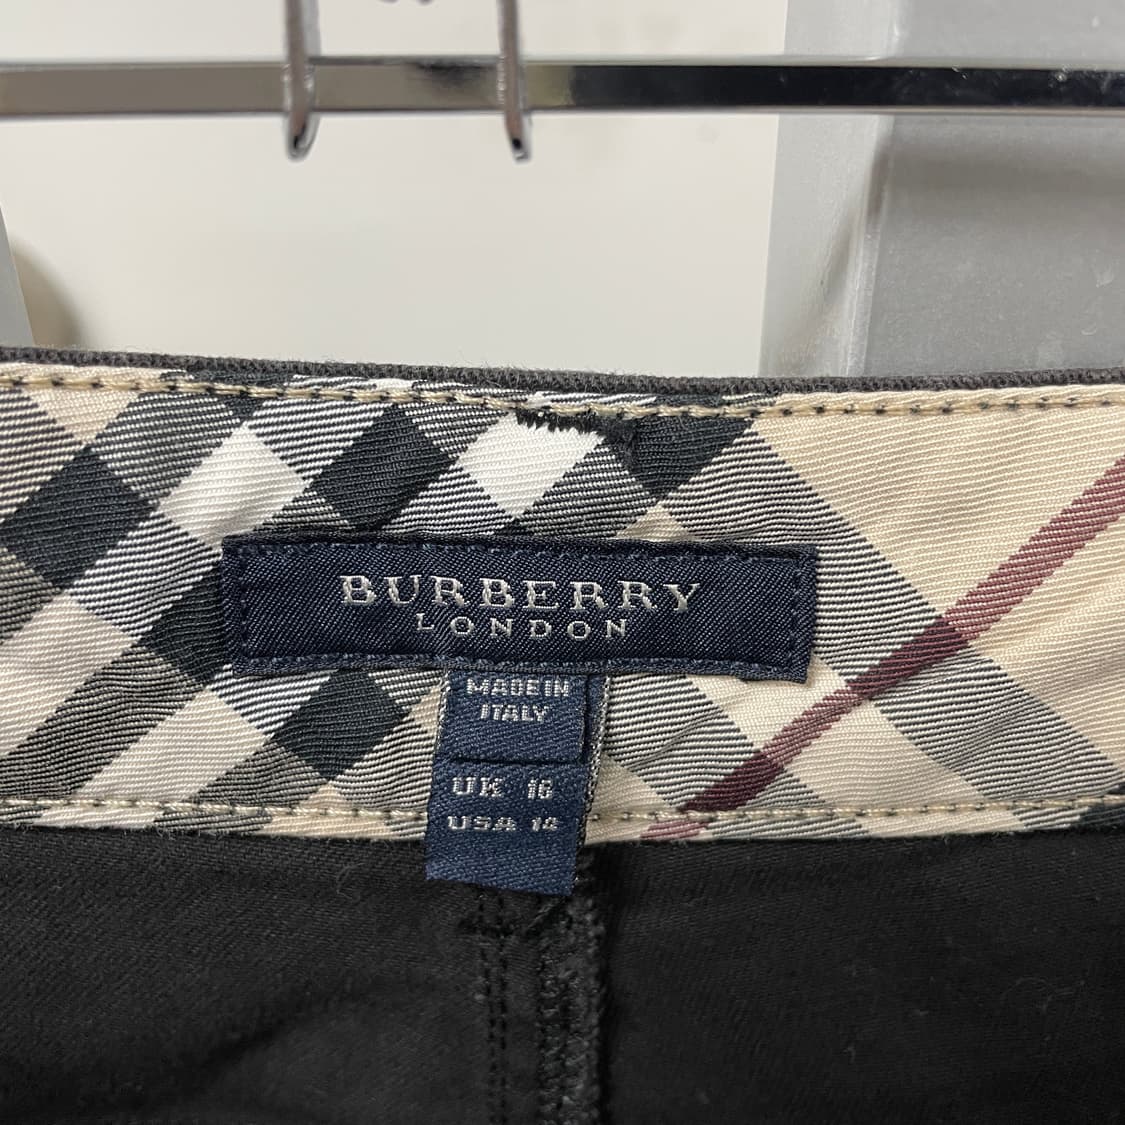 BURBERRY
LONDON
MADE IN
ITALY
UK 16
USA 14